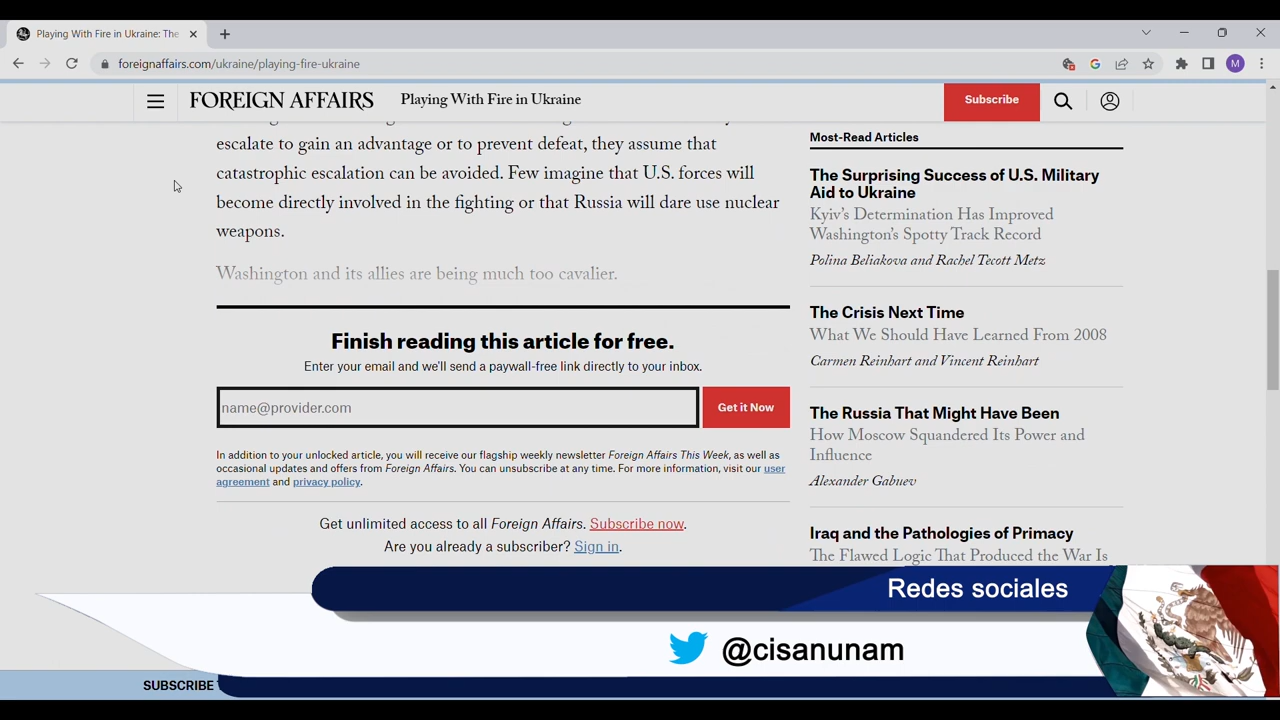 Playing With Fire in Ukraine: The
foreignaffairs.com/ukraine/playing-fire-ukraine
M
FOREIGN AFFAIRS
Playing With Fire in Ukraine
Subscribe
escalate to gain an advantage or to prevent defeat, they assume that
catastrophic escalation can be avoided. Few imagine that U.S. forces will
become directly involved in the fighting or that Russia will dare use nuclear
weapons.
Washington and its allies are being much too cavalier.
Finish reading this article for free.
Enter your email and we'll send a paywall-free link directly to your inbox.
name@provider.com
Get it Now
In addition to your unlocked article, you will receive our flagship weekly newsletter Foreign Affairs This Week, as well as
occasional updates and offers from Foreign Affairs. You can unsubscribe at any time. For more information, visit our user
agreement and privacy policy.
Get unlimited access to all Foreign Affairs. Subscribe now.
Are you already a subscriber? Sign in.
Most-Read Articles
The Surprising Success of U.S. Military
Aid to Ukraine
Kyiv's Determination Has Improved
Washington's Spotty Track Record
Polina Beliakova and Rachel Tecott Metz
The Crisis Next Time
What We Should Have Learned From 2008
Carmen Reinhart and Vincent Reinhart
The Russia That Might Have Been
How Moscow Squandered Its Power and
Influence
Alexander Gabuev
Iraq and the Pathologies of Primacy
The Flawed Logic That Produced the War Is
Redes sociales
@cisanunam
SUBSCRIBE